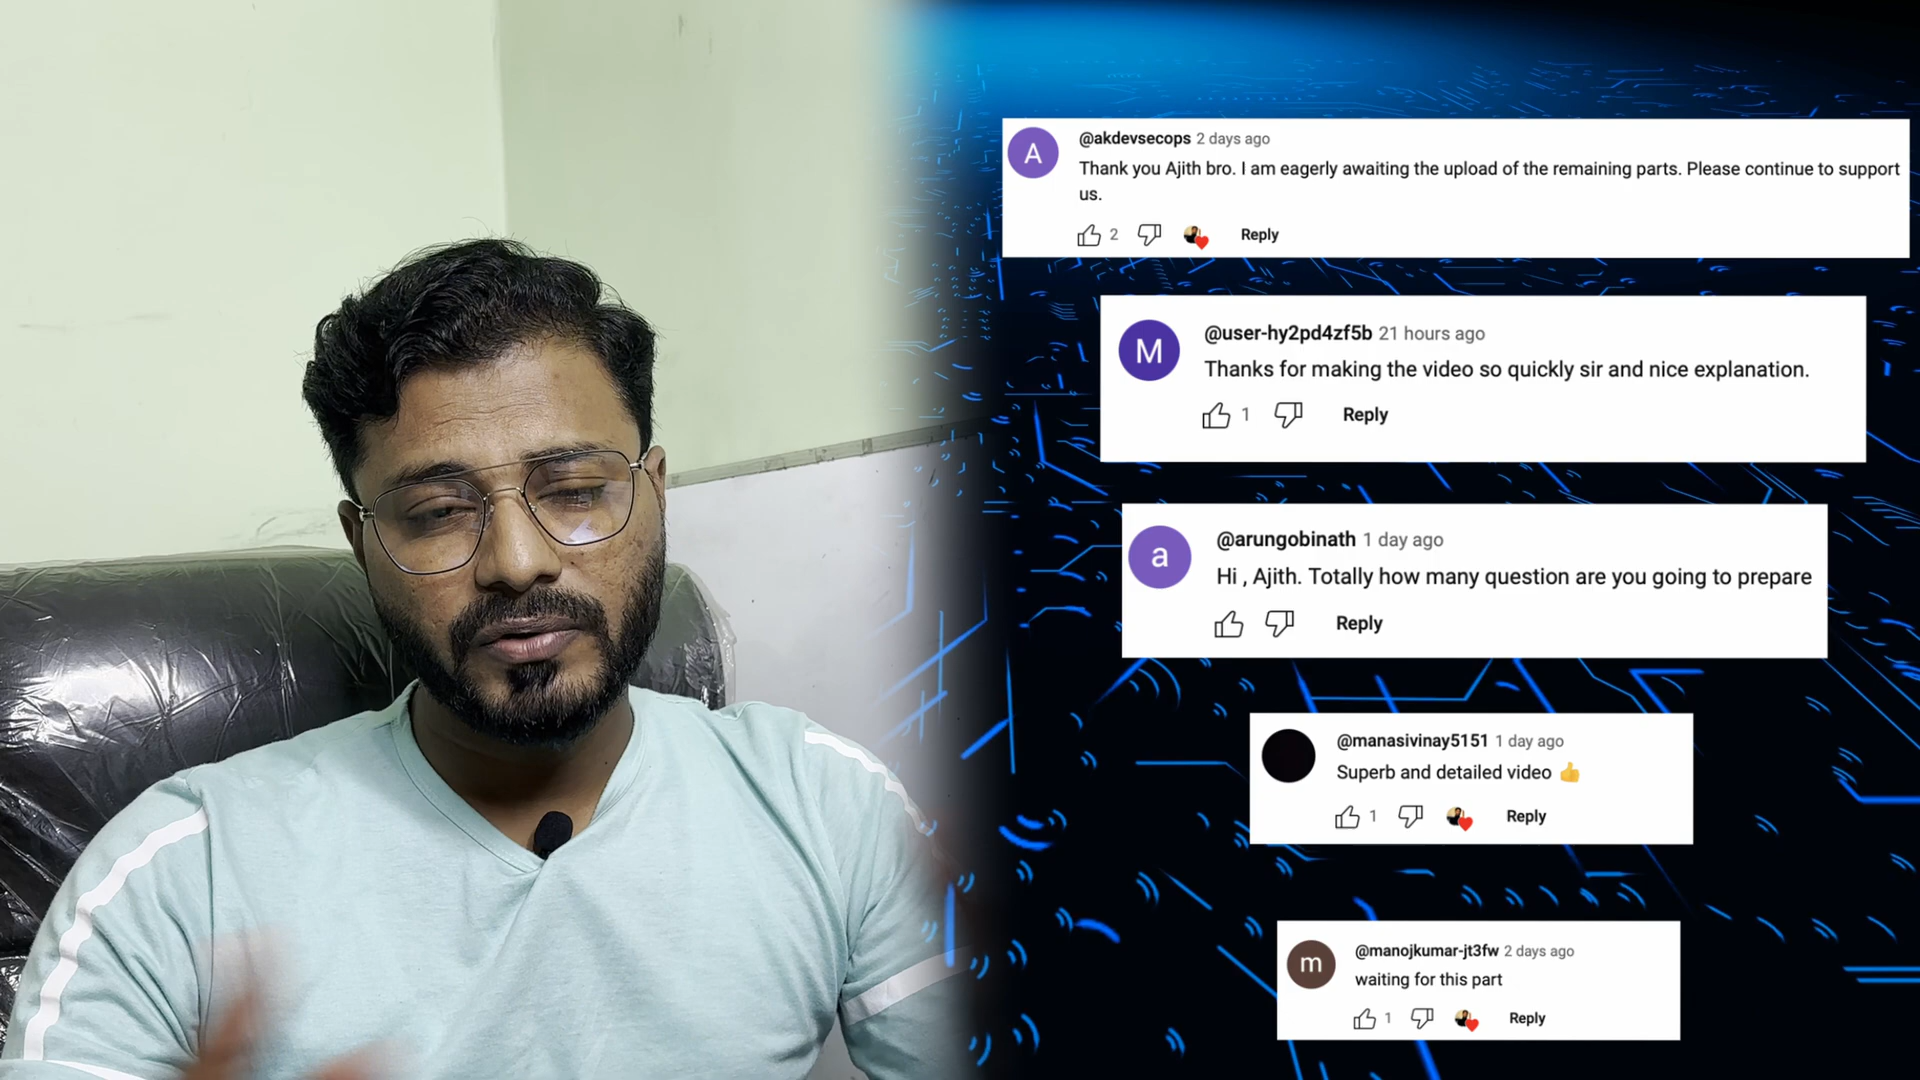 A
@akdevsecops 2 days ago
Thank you Ajith bro. I am eagerly awaiting the upload of the remaining parts. Please continue to support
us.
2 Reply
M
@user-hy2pd4zf5b 21 hours ago
Thanks for making the video so quickly sir and nice explanation.
1 Reply
a
@arungobinath 1 day ago
Hi , Ajith. Totally how many question are you going to prepare
Reply
@manasivinay5151 1 day ago
Superb and detailed video 👍
1 Reply
m
@manojkumar-jt3fw 2 days ago
waiting for this part
1 Reply